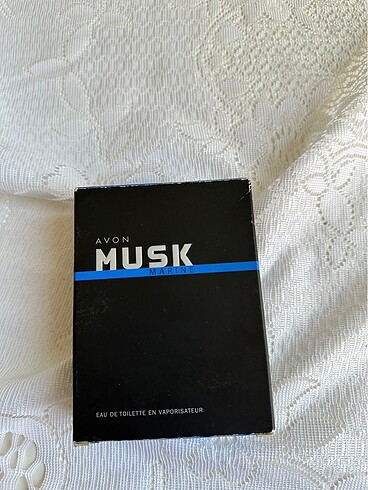 AVON
MUSK
MARINE
EAU DE TOILETTE EN VAPORISATEUR